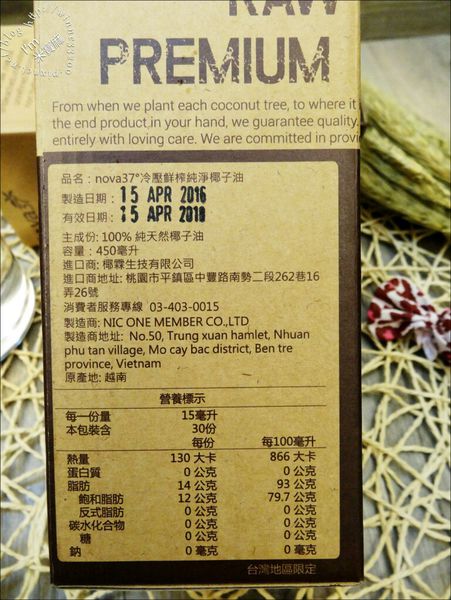 RAW
PREMIUM
From when we plant each coconut tree, to where it
the end product in your hand, we guarantee quality.
entirely with loving care. We are committed in provi
品名：nova37°冷壓鮮榨純淨椰子油
製造日期：15 APR 2016
有效日期：15 APR 2018
主成份: 100% 純天然椰子油
容量：450毫升
進口商: 椰霖生技有限公司
進口商地址: 桃園市平鎮區中豐路南勢二段262巷16
弄26號
消費者服務專線 03-403-0015
製造商: NIC ONE MEMBER CO.,LTD
製造商地址: No.50, Trung xuan hamlet, Nhuan
phu tan village, Mo cay bac district, Ben tre
province, Vietnam
原產地: 越南
營養標示
每一份量 15毫升
本包裝含 30份
每份 每100毫升
熱量 130 大卡 866 大卡
蛋白質 0 公克 0 公克
脂肪 14 公克 93 公克
飽和脂肪 12 公克 79.7 公克
反式脂肪 0 公克 0 公克
碳水化合物 0 公克 0 公克
糖 0 公克 0 公克
鈉 0 毫克 0 毫克
台灣地區限定